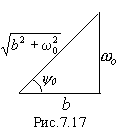 √b² + ω₀²
ω₀
ψ₀
b
Рис.7.17